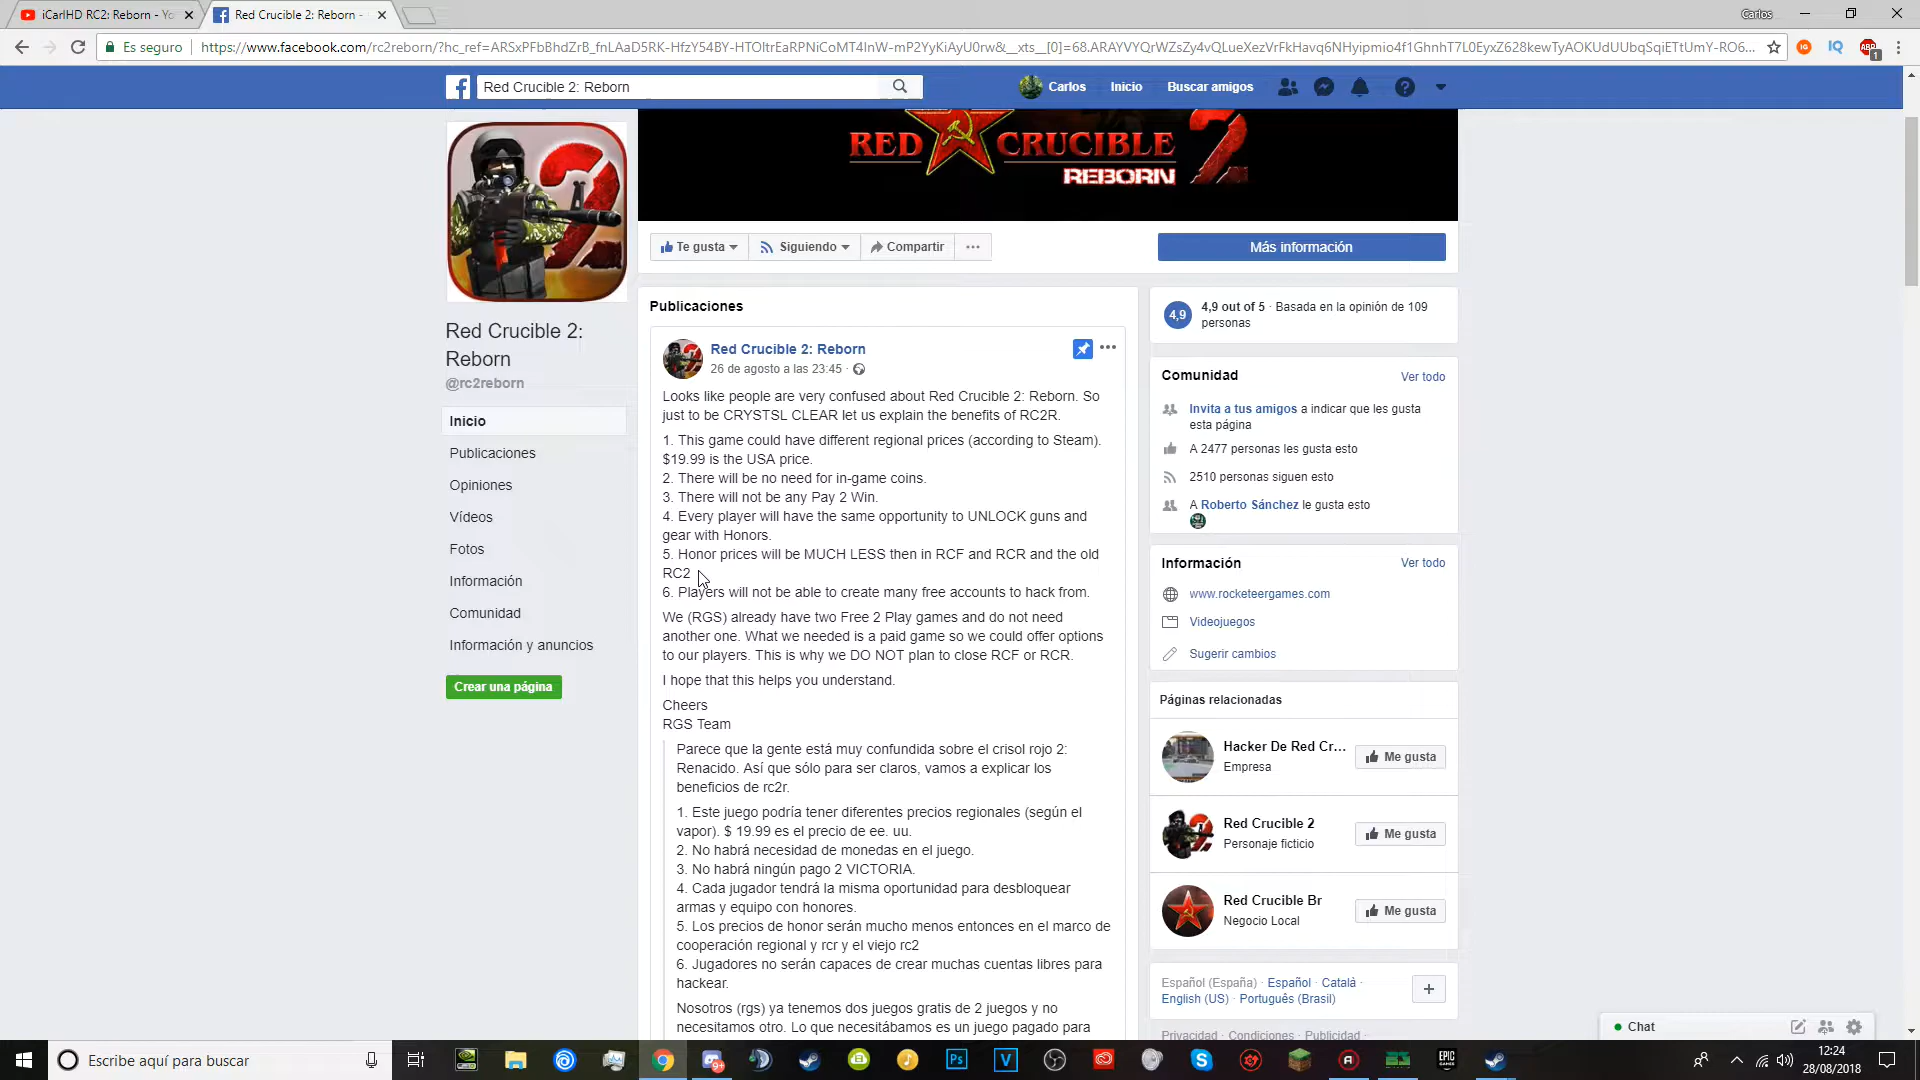 iCarlHD RC2: Reborn - Yo
Red Crucible 2: Reborn -
Carlos
Es seguro
https://www.facebook.com/rc2reborn/?hc_ref=
Red Crucible 2: Reborn
Carlos
Inicio
Buscar amigos
RED CRUCIBLE 2
REBORN
Te gusta
Siguiendo
Compartir
Más información
Red Crucible 2:
Reborn
@rc2reborn
Inicio
Publicaciones
Opiniones
Vídeos
Fotos
Información
Comunidad
Información y anuncios
Crear una página
Publicaciones
Red Crucible 2: Reborn
26 de agosto a las 23:45 ·
Looks like people are very confused about Red Crucible 2: Reborn. So
just to be CRYSTSL CLEAR let us explain the benefits of RC2R.
1. This game could have different regional prices (according to Steam).
$19.99 is the USA price.
2. There will be no need for in-game coins.
3. There will not be any Pay 2 Win.
4. Every player will have the same opportunity to UNLOCK guns and
gear with Honors.
5. Honor prices will be MUCH LESS then in RCF and RCR and the old
RC2
6. Players will not be able to create many free accounts to hack from.
We (RGS) already have two Free 2 Play games and do not need
another one. What we needed is a paid game so we could offer options
to our players. This is why we DO NOT plan to close RCF or RCR.
I hope that this helps you understand.
Cheers
RGS Team
Parece que la gente está muy confundida sobre el crisol rojo 2:
Renacido. Así que sólo para ser claros, vamos a explicar los
beneficios de rc2r.
1. Este juego podría tener diferentes precios regionales (según el
vapor). $ 19.99 es el precio de ee. uu.
2. No habrá necesidad de monedas en el juego.
3. No habrá ningún pago 2 VICTORIA.
4. Cada jugador tendrá la misma oportunidad para desbloquear
armas y equipo con honores.
5. Los precios de honor serán mucho menos entonces en el marco de
cooperación regional y rcr y el viejo rc2
6. Jugadores no serán capaces de crear muchas cuentas libres para
hackear.
Nosotros (rgs) ya tenemos dos juegos gratis de 2 juegos y no
necesitamos otro. Lo que necesitábamos es un juego pagado para
4,9
4,9 out of 5 · Basada en la opinión de 109
personas
Comunidad
Ver todo
Invita a tus amigos a indicar que les gusta
esta página
A 2477 personas les gusta esto
2510 personas siguen esto
A Roberto Sánchez le gusta esto
Información
Ver todo
www.rocketeergames.com
Videojuegos
Sugerir cambios
Páginas relacionadas
Hacker De Red Cr...
Empresa
Me gusta
Red Crucible 2
Personaje ficticio
Me gusta
Red Crucible Br
Negocio Local
Me gusta
Español (España) · Español · Català ·
English (US) · Português (Brasil)
Privacidad · Condiciones · Publicidad ·
Chat
Escribe aquí para buscar
12:24
28/08/2018